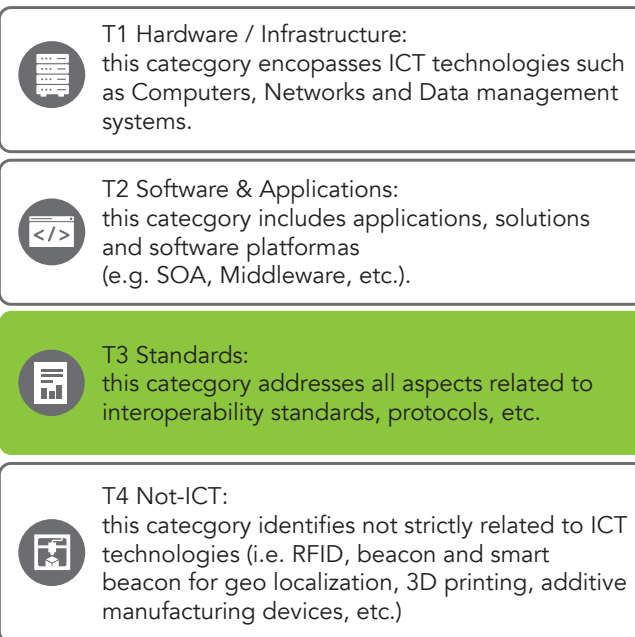 T1 Hardware / Infrastructure:
this catecgory encopasses ICT technologies such
as Computers, Networks and Data management
systems.
T2 Software & Applications:
this catecgory includes applications, solutions
and software platformas
(e.g. SOA, Middleware, etc.).
</>
T3 Standards:
this catecgory addresses all aspects related to
interoperability standards, protocols, etc.
T4 Not-ICT:
this catecgory identifies not strictly related to ICT
technologies (i.e. RFID, beacon and smart
beacon for geo localization, 3D printing, additive
manufacturing devices, etc.)